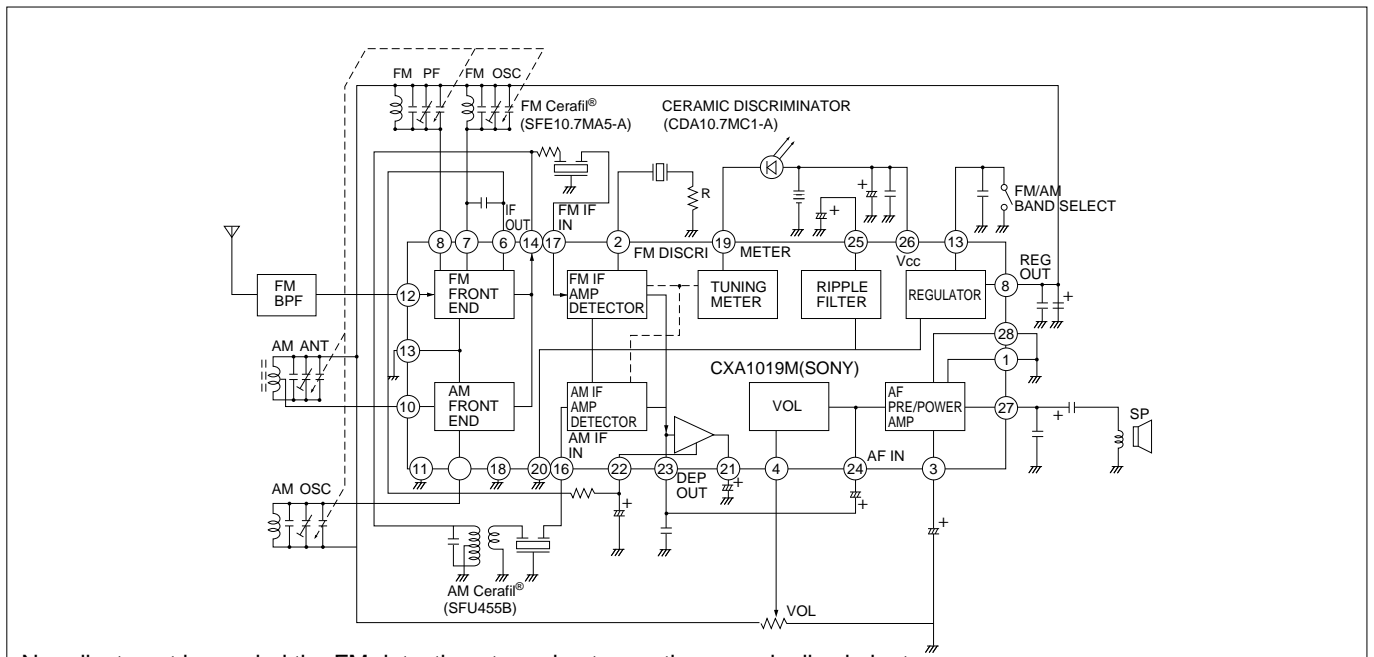 FM PF FM OSC
FM Cerafil®
(SFE10.7MA5-A)
CERAMIC DISCRIMINATOR
(CDA10.7MC1-A)
R
FM/AM
BAND SELECT
IF
OUT
FM IF
IN
8 7 6 14 17 2 FM DISCRI 19 METER 25 26 13
Vcc
REG
OUT
8
FM
BPF
12
FM
FRONT
END
FM IF
AMP
DETECTOR
TUNING
METER
RIPPLE
FILTER
REGULATOR
28
1
AM ANT
13
CXA1019M(SONY)
10
AM
FRONT
END
AM IF
AMP
DETECTOR
VOL
AF
PRE/POWER
AMP
27
SP
AM IF
IN
11 18 20 16 22 23 21 4 24 AF IN 3
DEP
OUT
AM OSC
AM Cerafil®
(SFU455B)
VOL